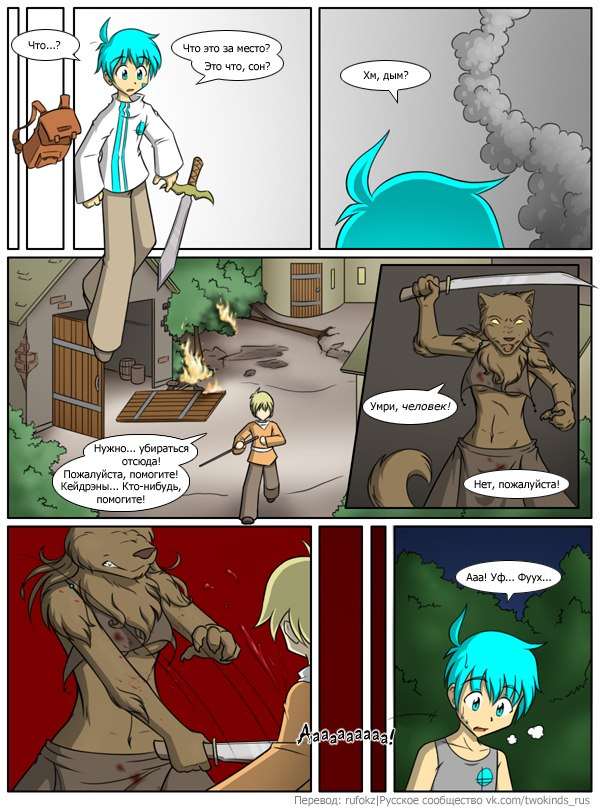 Что...?
Что это за место?
Это что, сон?
Хм, дым?
Умри, человек!
Нет, пожалуйста!
Нужно... убираться
отсюда!
Пожалуйста, помогите!
Кейдрэны... Кто-нибудь,
помогите!
Ааааааааа!
Ааа! Уф... Фуух...
Перевод: rufokz|Русское сообщество vk.com/twokinds_rus